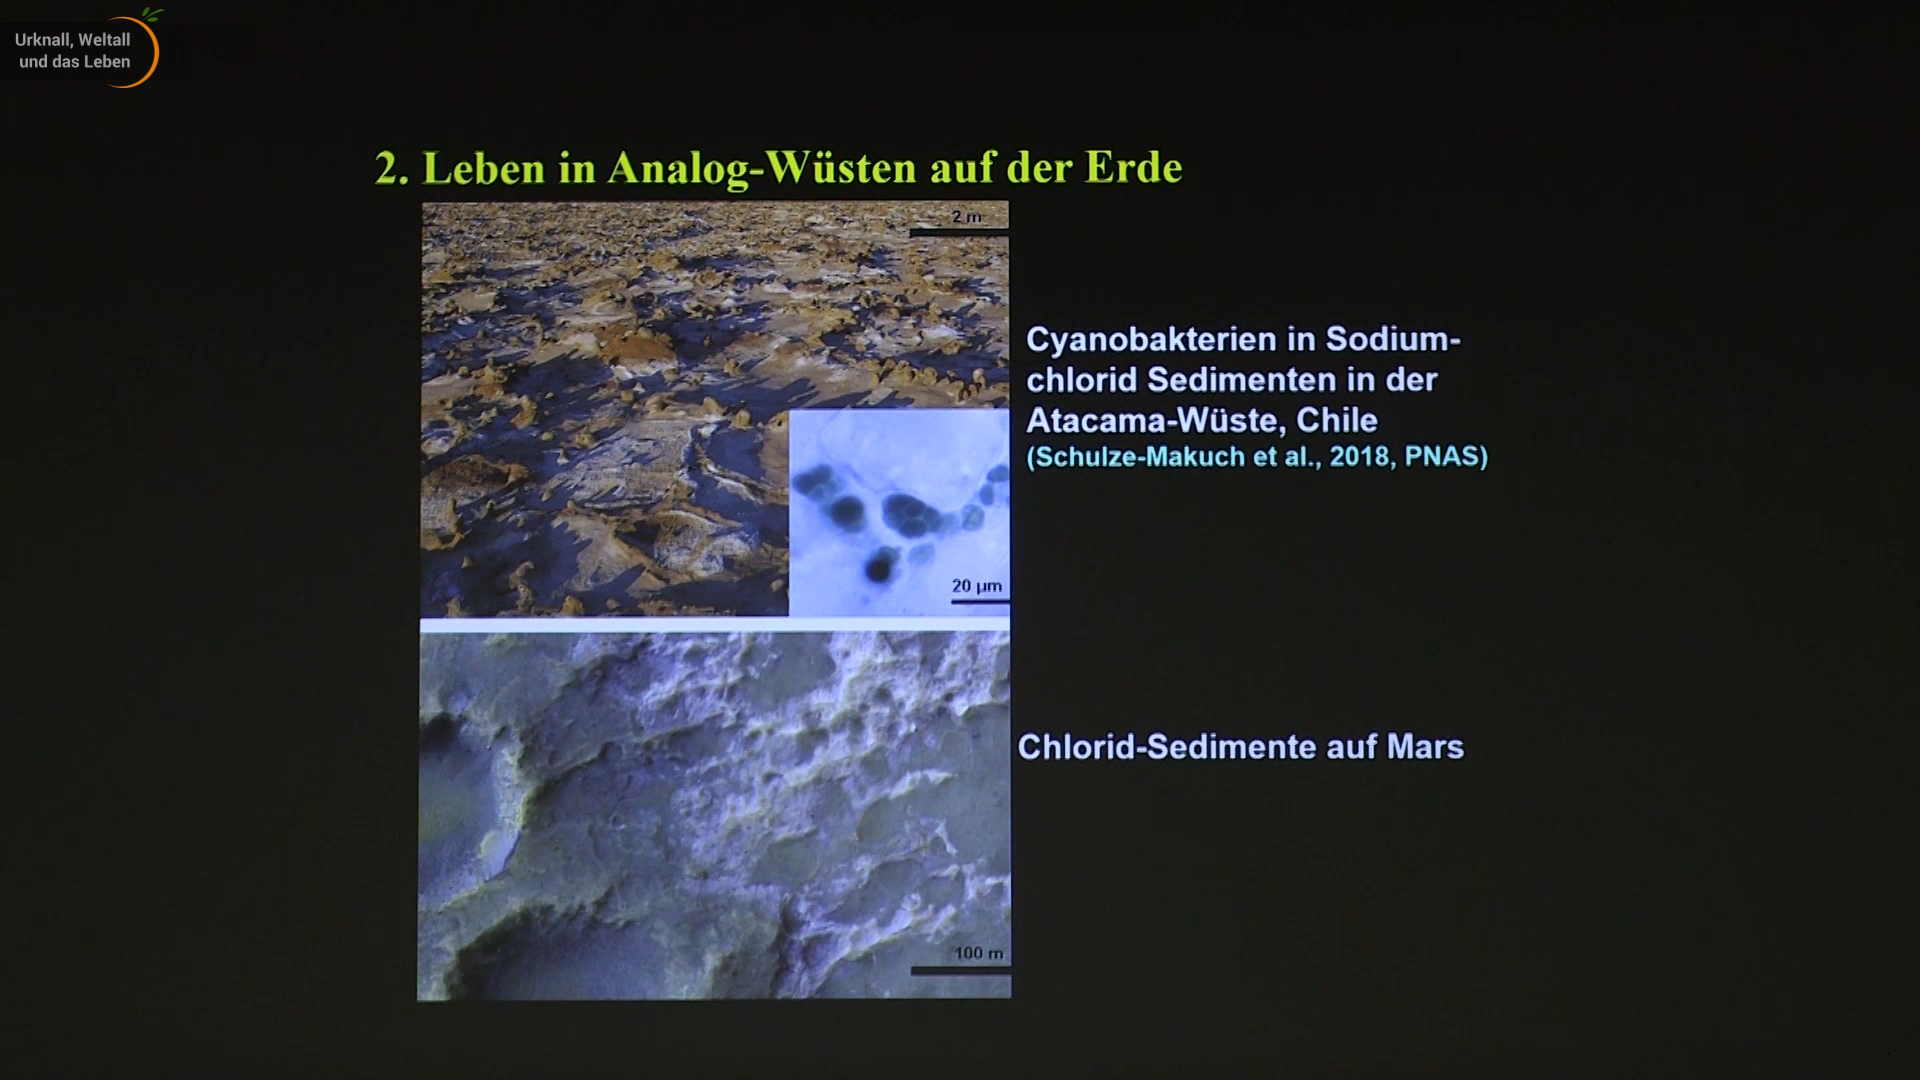 Urknall, Weltall
und das Leben
2. Leben in Analog-Wüsten auf der Erde
2 m
Cyanobakterien in Sodium-
chlorid Sedimenten in der
Atacama-Wüste, Chile
(Schulze-Makuch et al., 2018, PNAS)
20 µm
Chlorid-Sedimente auf Mars
100 m